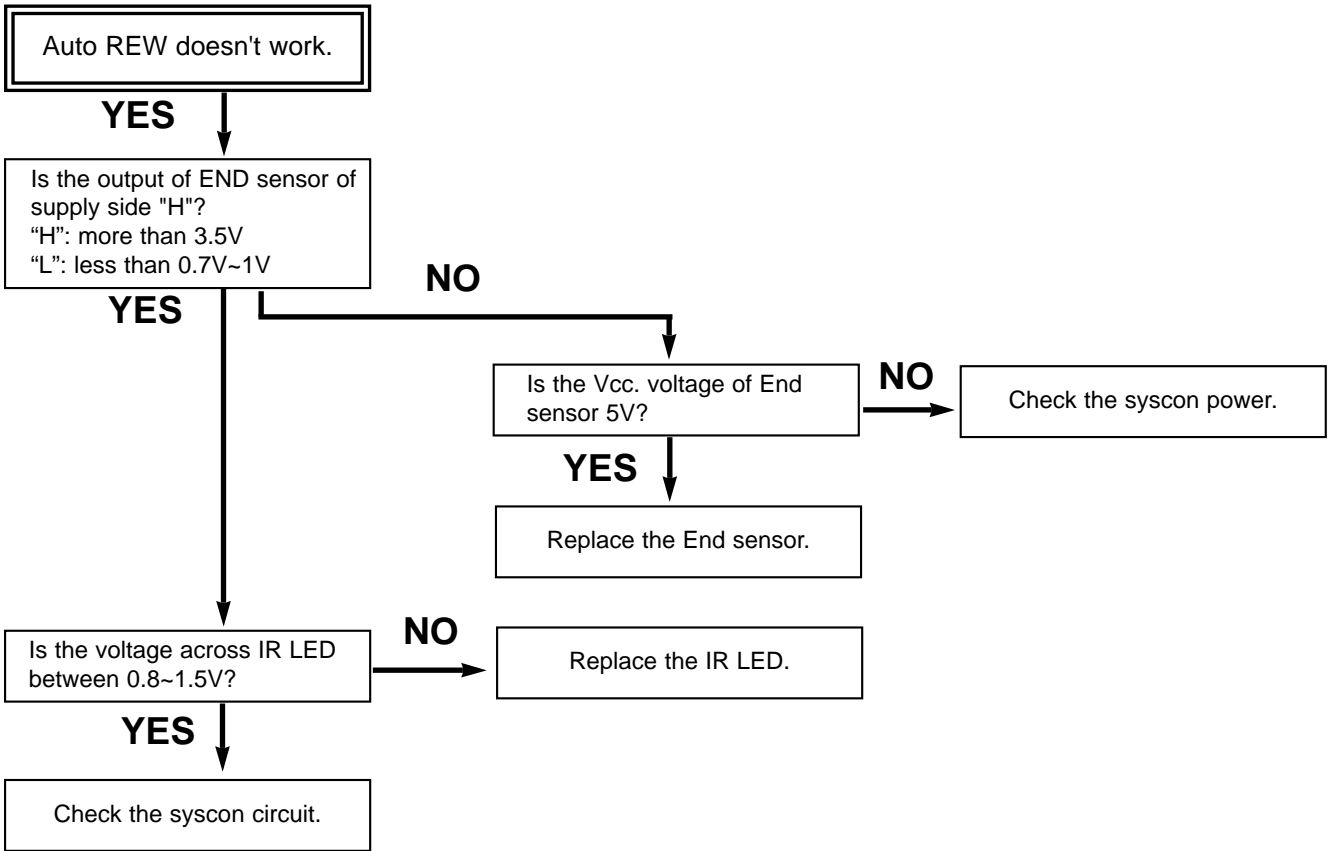 Auto REW doesn't work.
YES
Is the output of END sensor of
supply side "H"?
“H”: more than 3.5V
“L”: less than 0.7V~1V
YES
NO
Is the Vcc. voltage of End
sensor 5V?
NO
Check the syscon power.
YES
Replace the End sensor.
Is the voltage across IR LED
between 0.8~1.5V?
NO
Replace the IR LED.
YES
Check the syscon circuit.